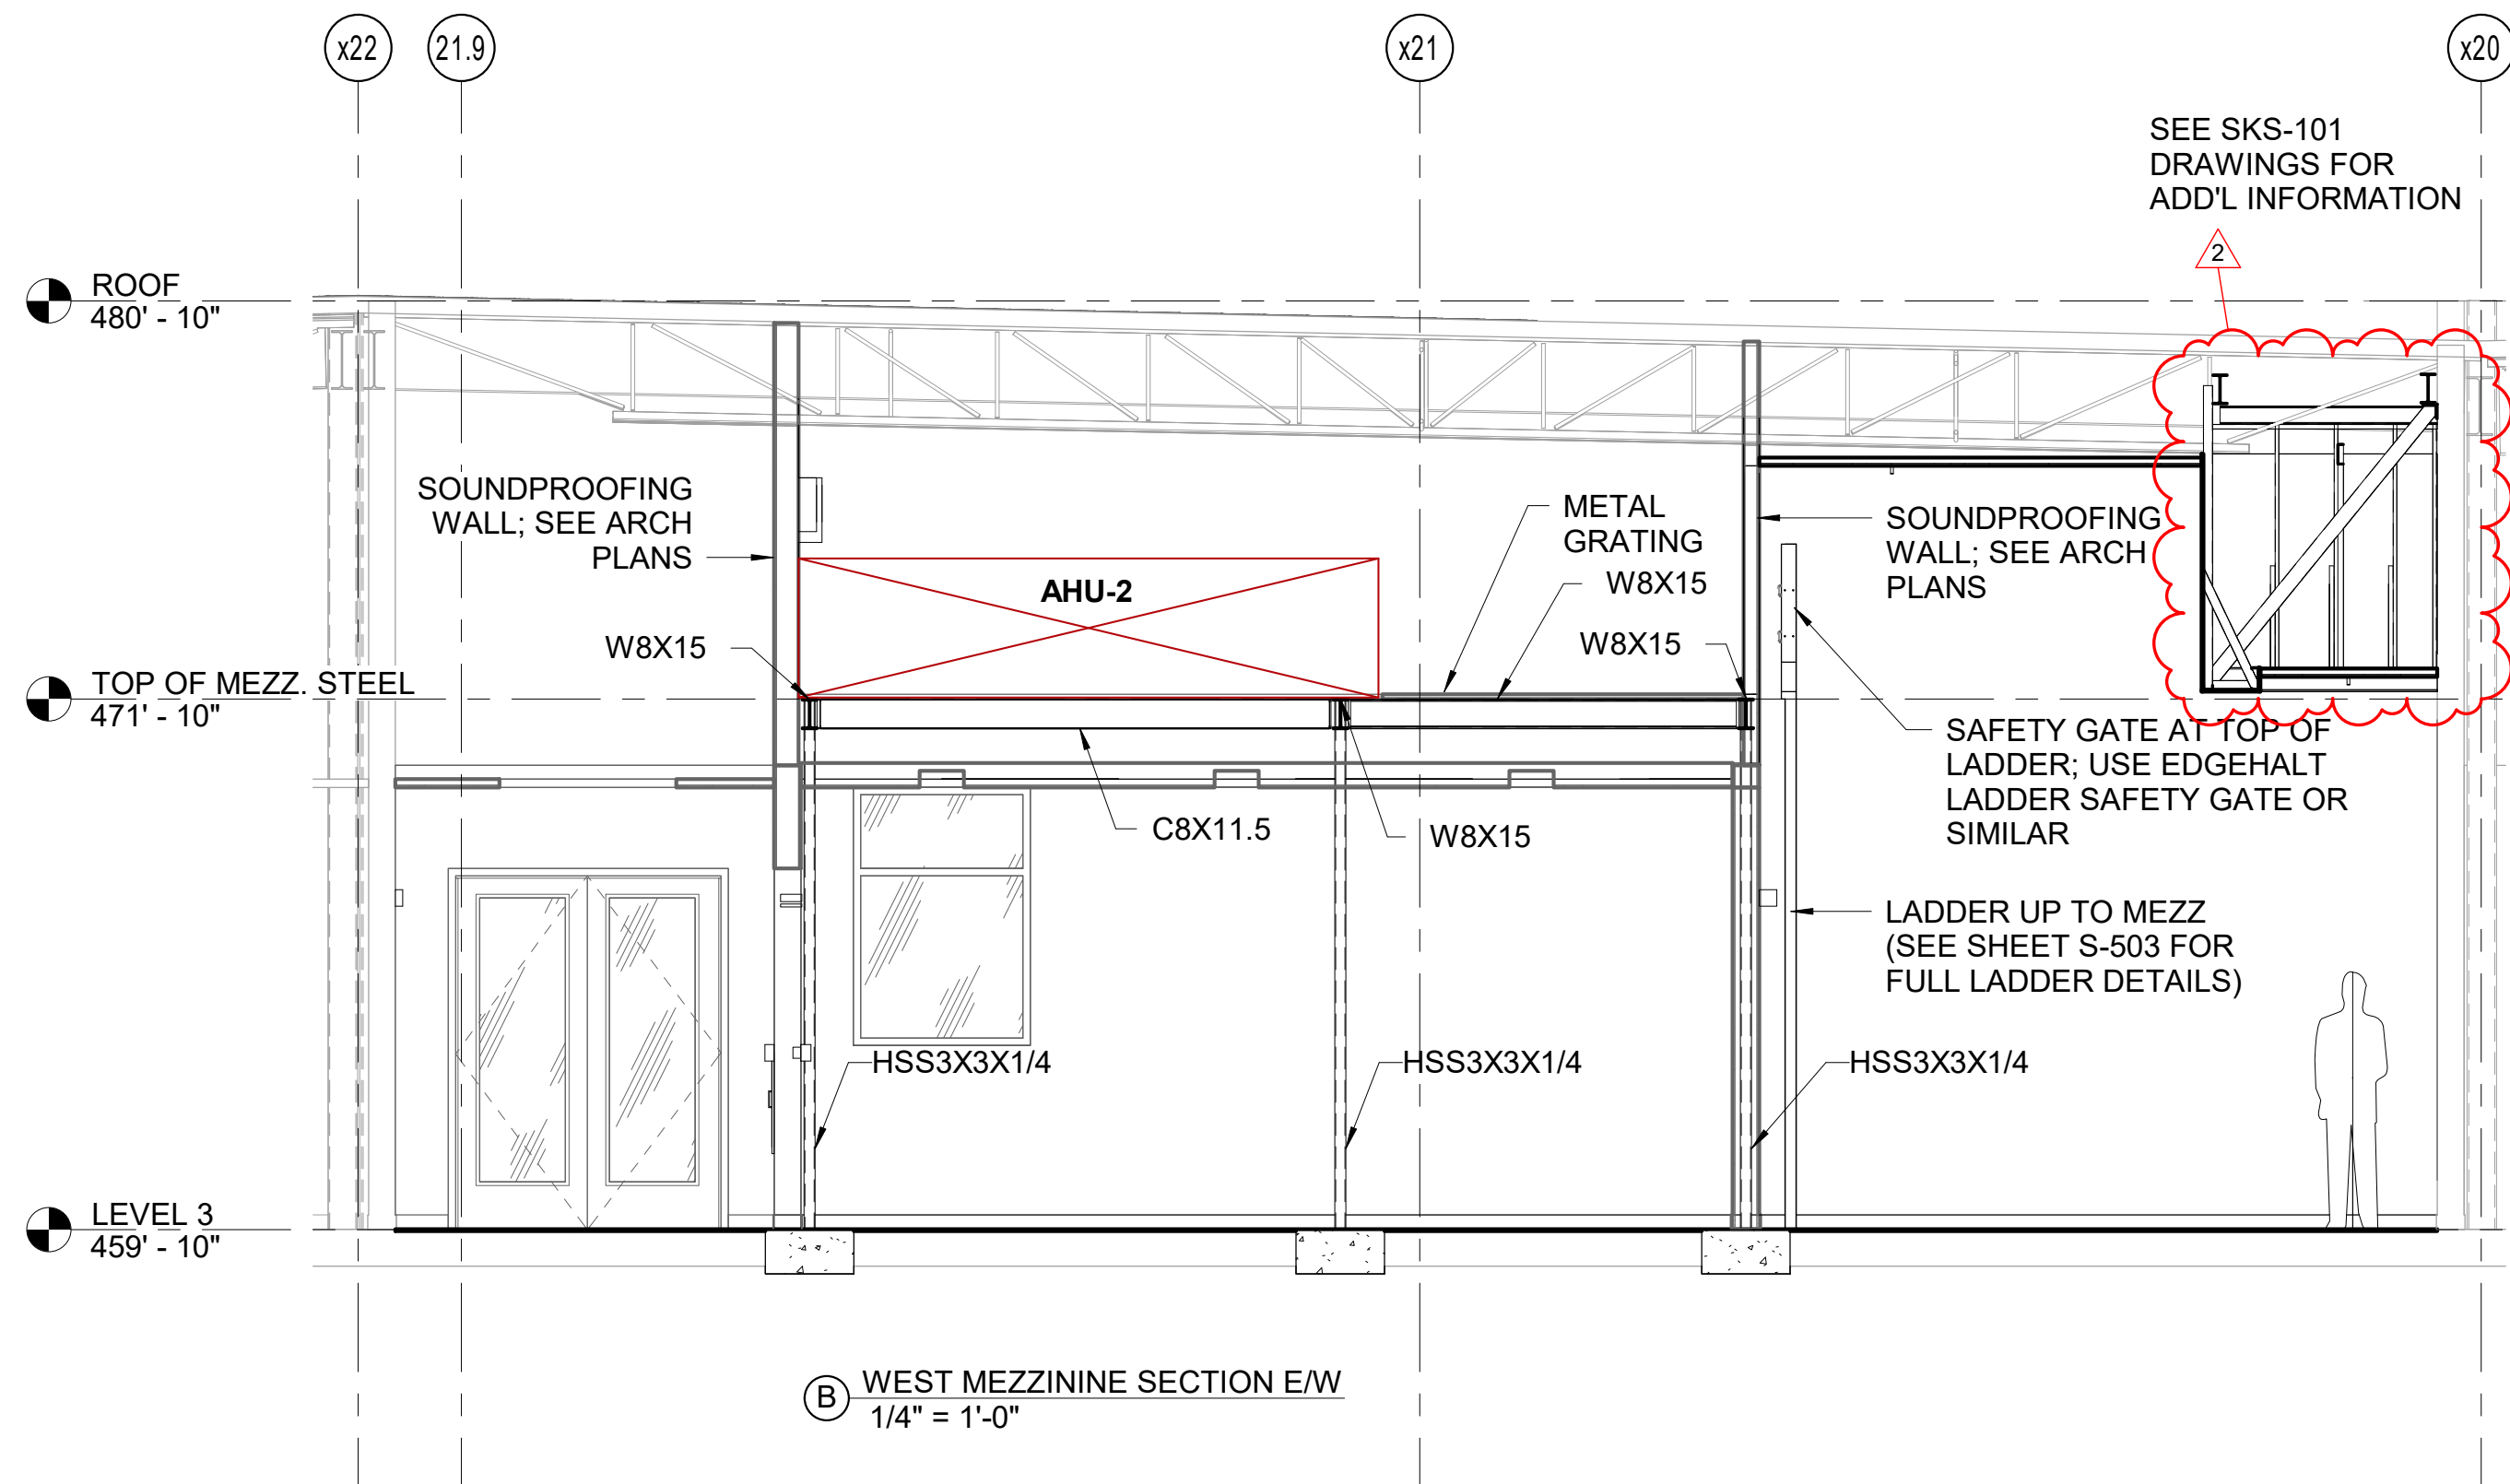 x22
21.9
x21
x20
SEE SKS-101
DRAWINGS FOR
ADD'L INFORMATION
2
ROOF
480' - 10"
SOUNDPROOFING
WALL; SEE ARCH
PLANS
METAL
GRATING
W8X15
SOUNDPROOFING
WALL; SEE ARCH
PLANS
AHU-2
W8X15
W8X15
TOP OF MEZZ. STEEL
471' - 10"
SAFETY GATE AT TOP OF
LADDER; USE EDGEHALT
LADDER SAFETY GATE OR
SIMILAR
C8X11.5
W8X15
LADDER UP TO MEZZ
(SEE SHEET S-503 FOR
FULL LADDER DETAILS)
HSS3X3X1/4
HSS3X3X1/4
HSS3X3X1/4
LEVEL 3
459' - 10"
B
WEST MEZZININE SECTION E/W
1/4" = 1'-0"